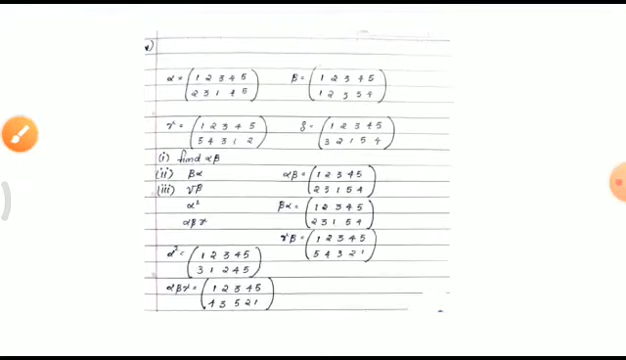 v)
α = ( 1 2 3 4 5 β = ( 1 2 3 4 5
2 3 1 4 5 ) 1 2 3 5 4 )
γ = ( 1 2 3 4 5 δ = ( 1 2 3 4 5
5 4 3 1 2 ) 3 2 1 5 4 )
(i) find αβ
(ii) βα αβ = ( 1 2 3 4 5
(iii) γβ 2 3 1 5 4 )
α² βα = ( 1 2 3 4 5
αβγ 2 3 1 5 4 )
γβ = ( 1 2 3 4 5
5 4 3 2 1 )
α² = ( 1 2 3 4 5
3 1 2 4 5 )
αβγ = ( 1 2 3 4 5
4 3 5 2 1 )